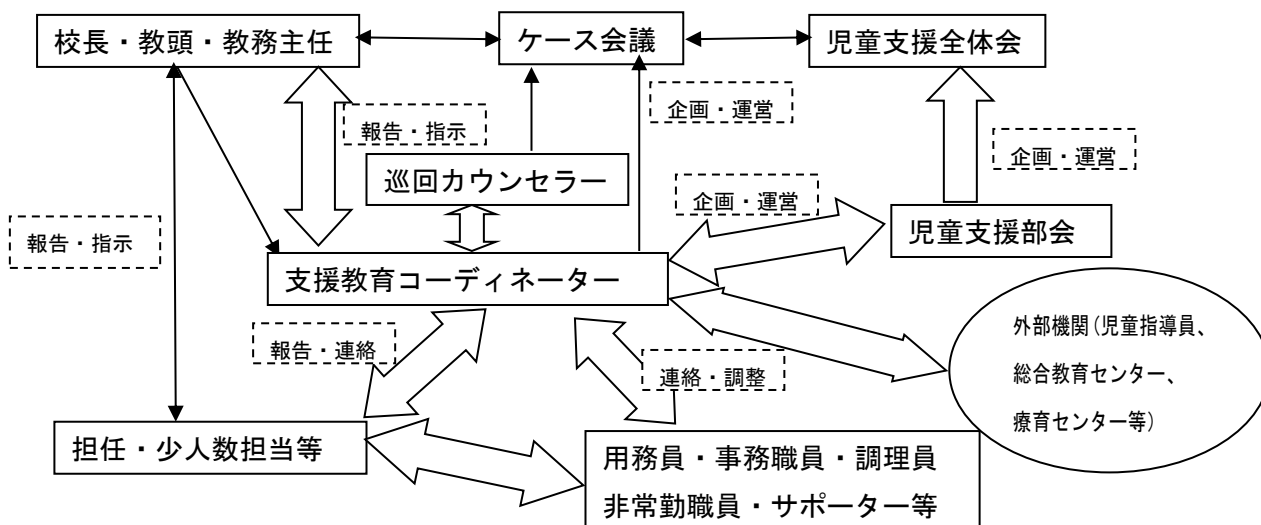 校長・教頭・教務主任
ケース会議
児童支援全体会
企画・運営
報告・指示
企画・運営
巡回カウンセラー
企画・運営
児童支援部会
報告・指示
支援教育コーディネーター
外部機関（児童指導員、
総合教育センター、
療育センター等）
報告・連絡
連絡・調整
担任・少人数担当等
用務員・事務職員・調理員
非常勤職員・サポーター等